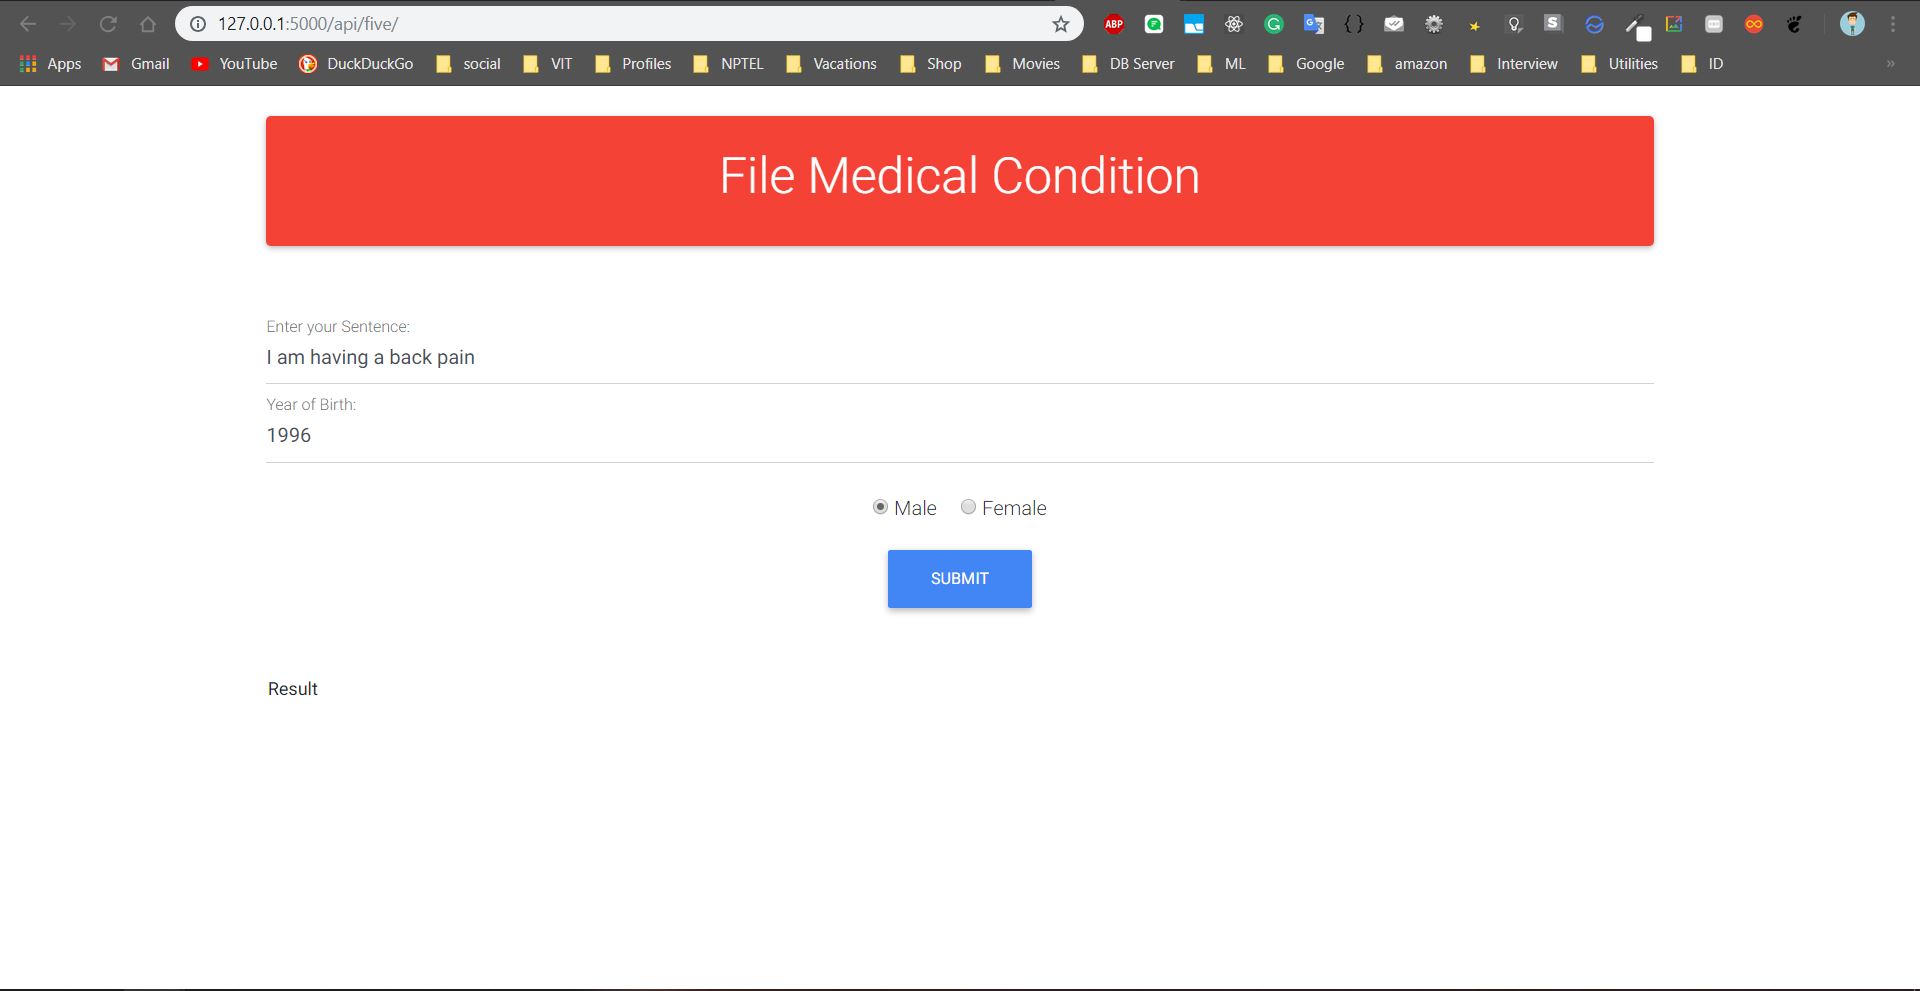 127.0.0.1:5000/api/five/
ABP
Apps Gmail YouTube DuckDuckGo social VIT Profiles NPTEL Vacations Shop Movies DB Server ML Google amazon Interview Utilities ID »
File Medical Condition
Enter your Sentence:
I am having a back pain
Year of Birth:
1996
Male Female
SUBMIT
Result